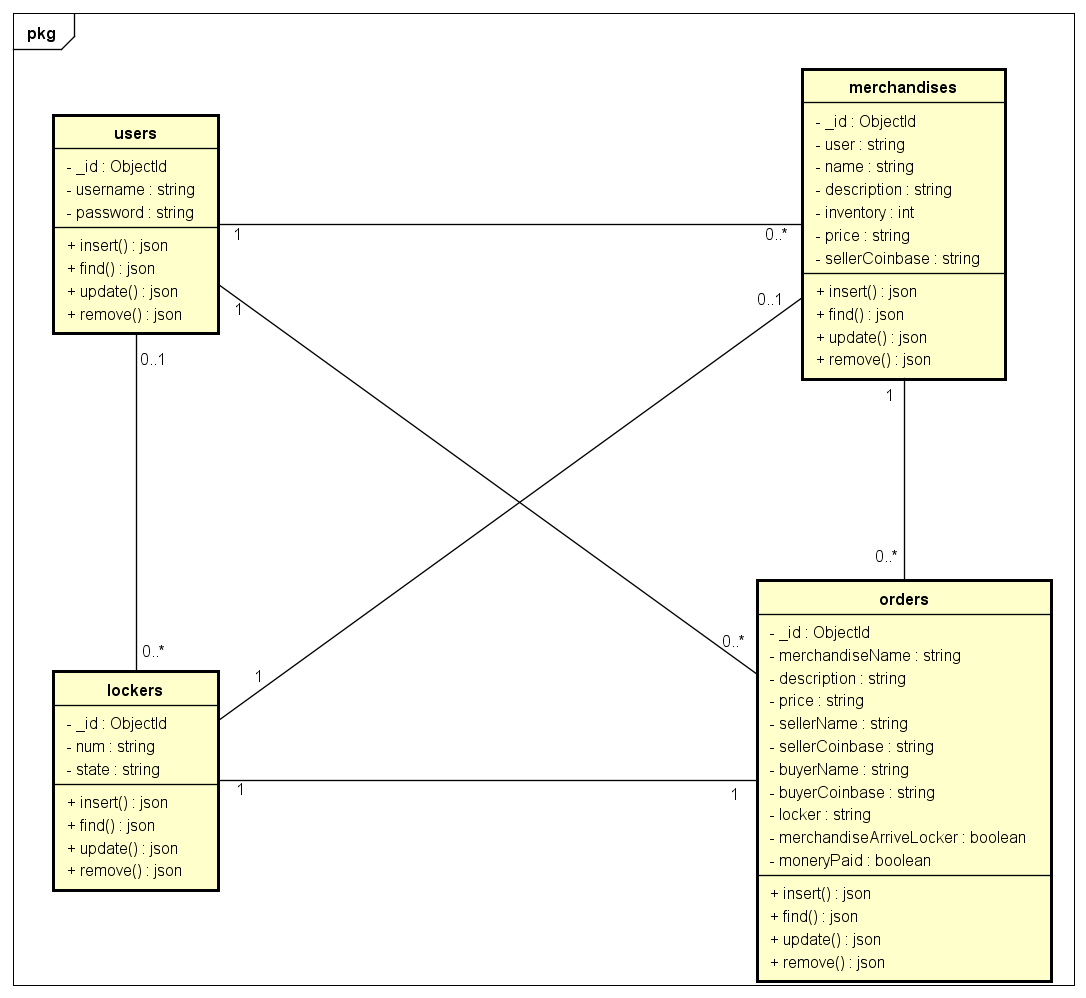 pkg
users
- _id : ObjectId
- username : string
- password : string
+ insert() : json
+ find() : json
+ update() : json
+ remove() : json
merchandises
- _id : ObjectId
- user : string
- name : string
- description : string
- inventory : int
- price : string
- sellerCoinbase : string
+ insert() : json
+ find() : json
+ update() : json
+ remove() : json
1
0..*
1
0..1
0..1
1
0..*
0..*
0..*
1
1
1
lockers
- _id : ObjectId
- num : string
- state : string
+ insert() : json
+ find() : json
+ update() : json
+ remove() : json
orders
- _id : ObjectId
- merchandiseName : string
- description : string
- price : string
- sellerName : string
- sellerCoinbase : string
- buyerName : string
- buyerCoinbase : string
- locker : string
- merchandiseArriveLocker : boolean
- moneryPaid : boolean
+ insert() : json
+ find() : json
+ update() : json
+ remove() : json